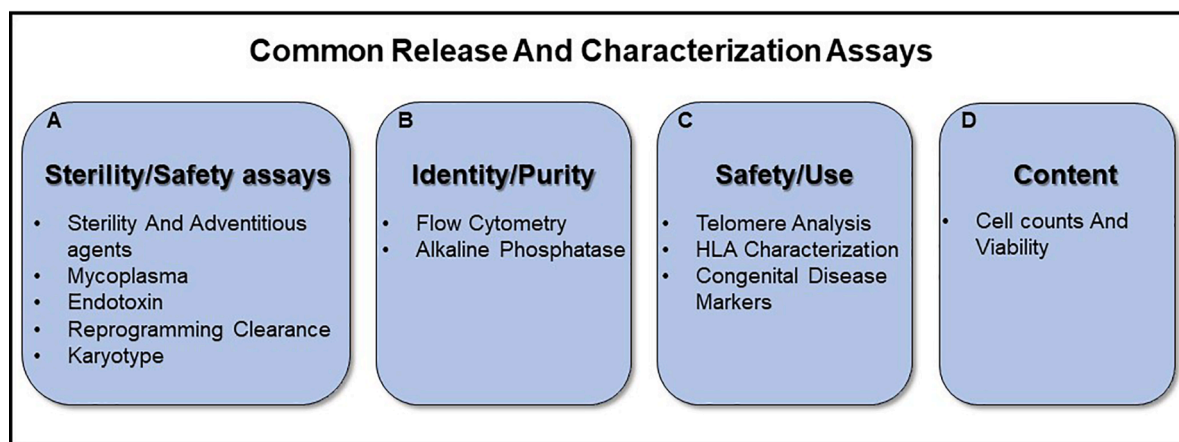 Common Release And Characterization Assays
A
Sterility/Safety assays
• Sterility And Adventitious
agents
• Mycoplasma
• Endotoxin
• Reprogramming Clearance
• Karyotype
B
Identity/Purity
• Flow Cytometry
• Alkaline Phosphatase
C
Safety/Use
• Telomere Analysis
• HLA Characterization
• Congenital Disease
Markers
D
Content
• Cell counts And
Viability